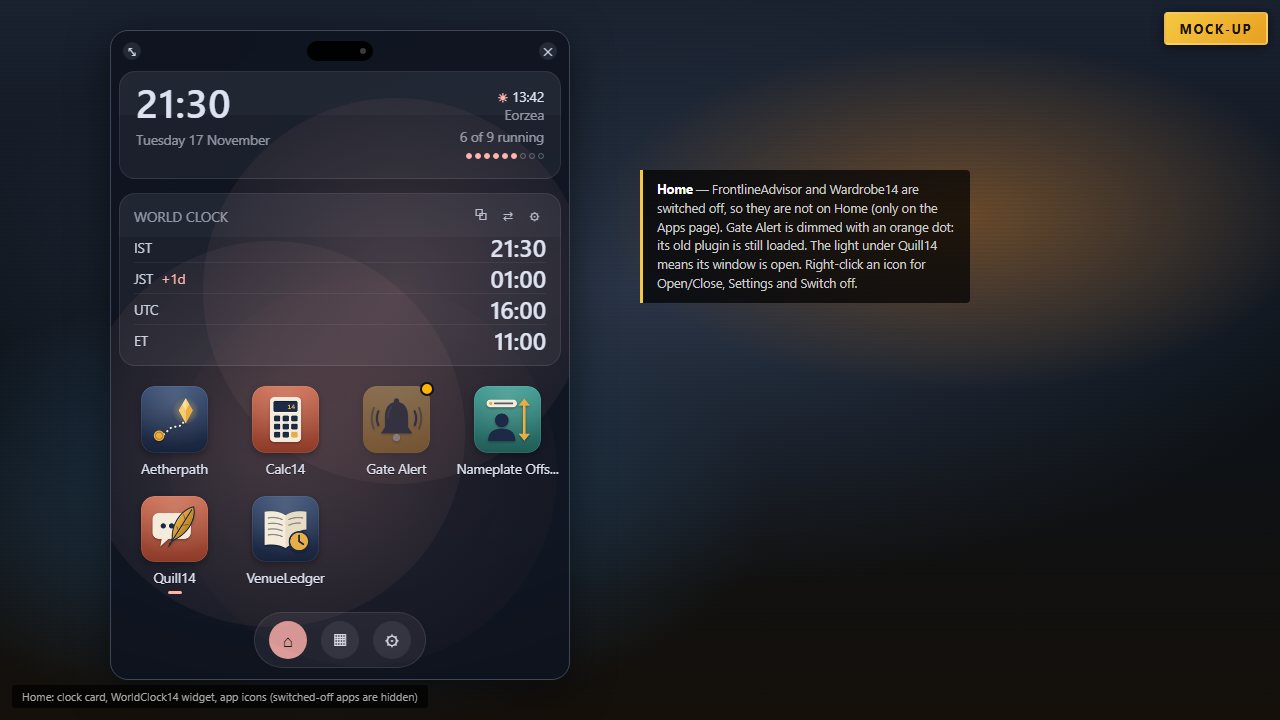 MOCK-UP
21:30
Tuesday 17 November
13:42
Eorzea
6 of 9 running
WORLD CLOCK
IST 21:30
JST +1d 01:00
UTC 16:00
ET 11:00
14
Aetherpath
Calc14
Gate Alert
Nameplate Offs...
Quill14
VenueLedger
Home — FrontlineAdvisor and Wardrobe14 are
switched off, so they are not on Home (only on the
Apps page). Gate Alert is dimmed with an orange dot:
its old plugin is still loaded. The light under Quill14
means its window is open. Right-click an icon for
Open/Close, Settings and Switch off.
Home: clock card, WorldClock14 widget, app icons (switched-off apps are hidden)